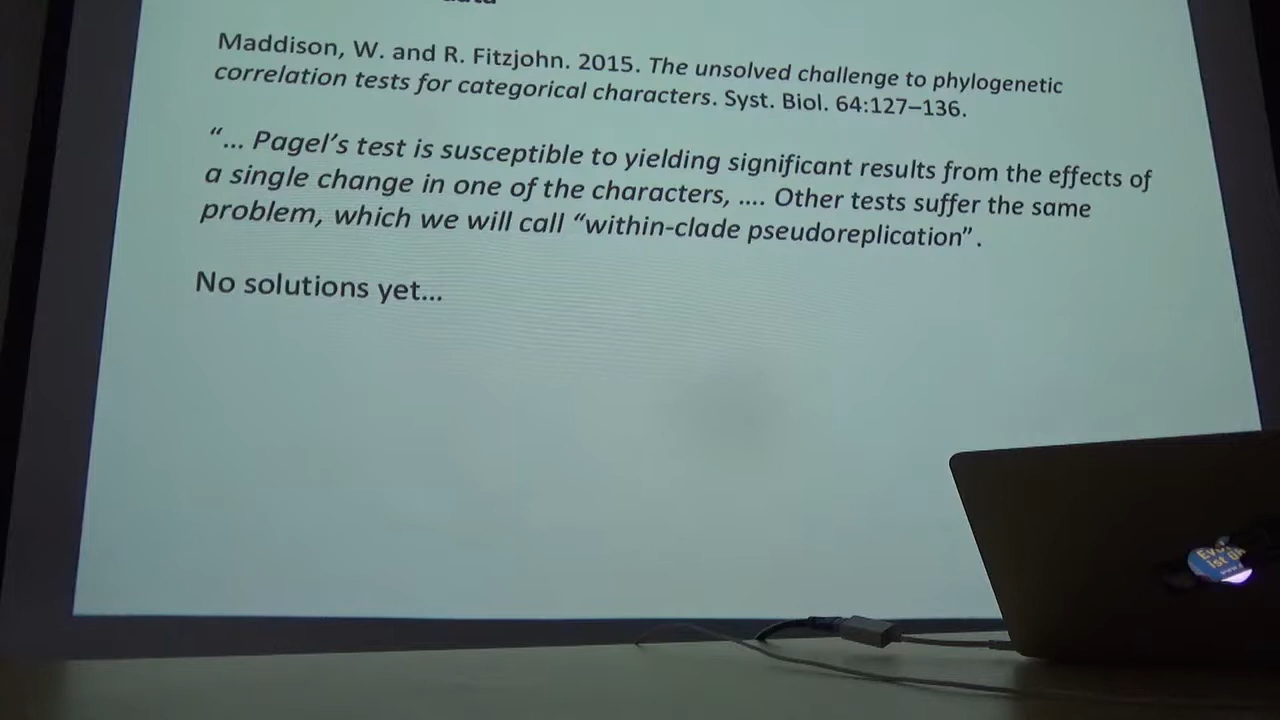 Maddison, W. and R. Fitzjohn. 2015. The unsolved challenge to phylogenetic
correlation tests for categorical characters. Syst. Biol. 64:127–136.
“... Pagel’s test is susceptible to yielding significant results from the effects of
a single change in one of the characters, .... Other tests suffer the same
problem, which we will call “within-clade pseudoreplication”.
No solutions yet...